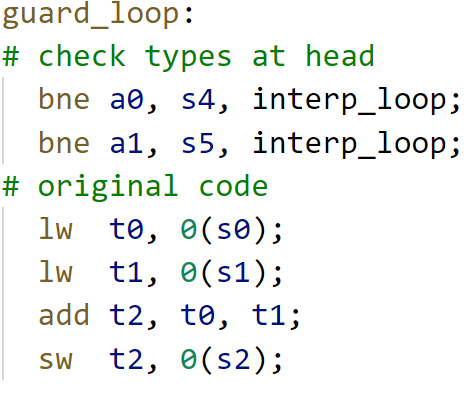 guard_loop:
# check types at head
bne a0, s4, interp_loop;
bne a1, s5, interp_loop;
# original code
lw t0, 0(s0);
lw t1, 0(s1);
add t2, t0, t1;
sw t2, 0(s2);